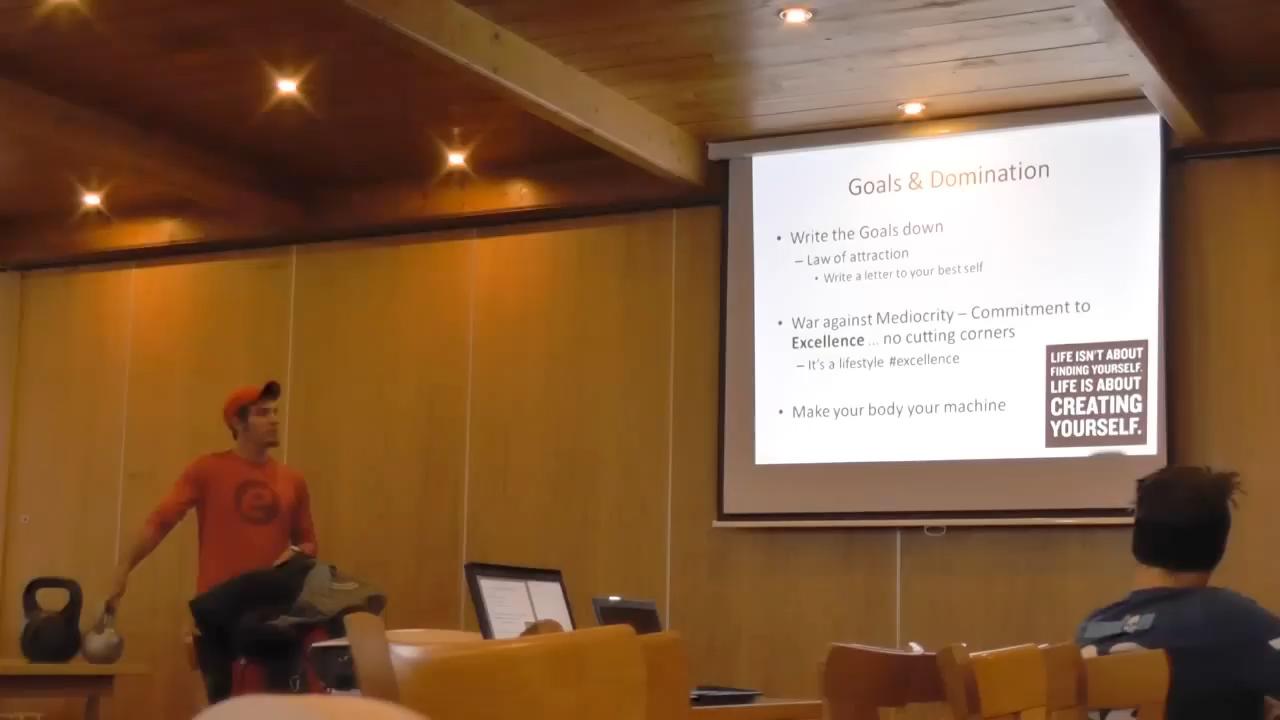 Goals & Domination
• Write the Goals down
– Law of attraction
• Write a letter to your best self
• War against Mediocrity – Commitment to
Excellence ... no cutting corners
– It's a lifestyle #excellence
• Make your body your machine
LIFE ISN'T ABOUT
FINDING YOURSELF.
LIFE IS ABOUT
CREATING
YOURSELF.
e